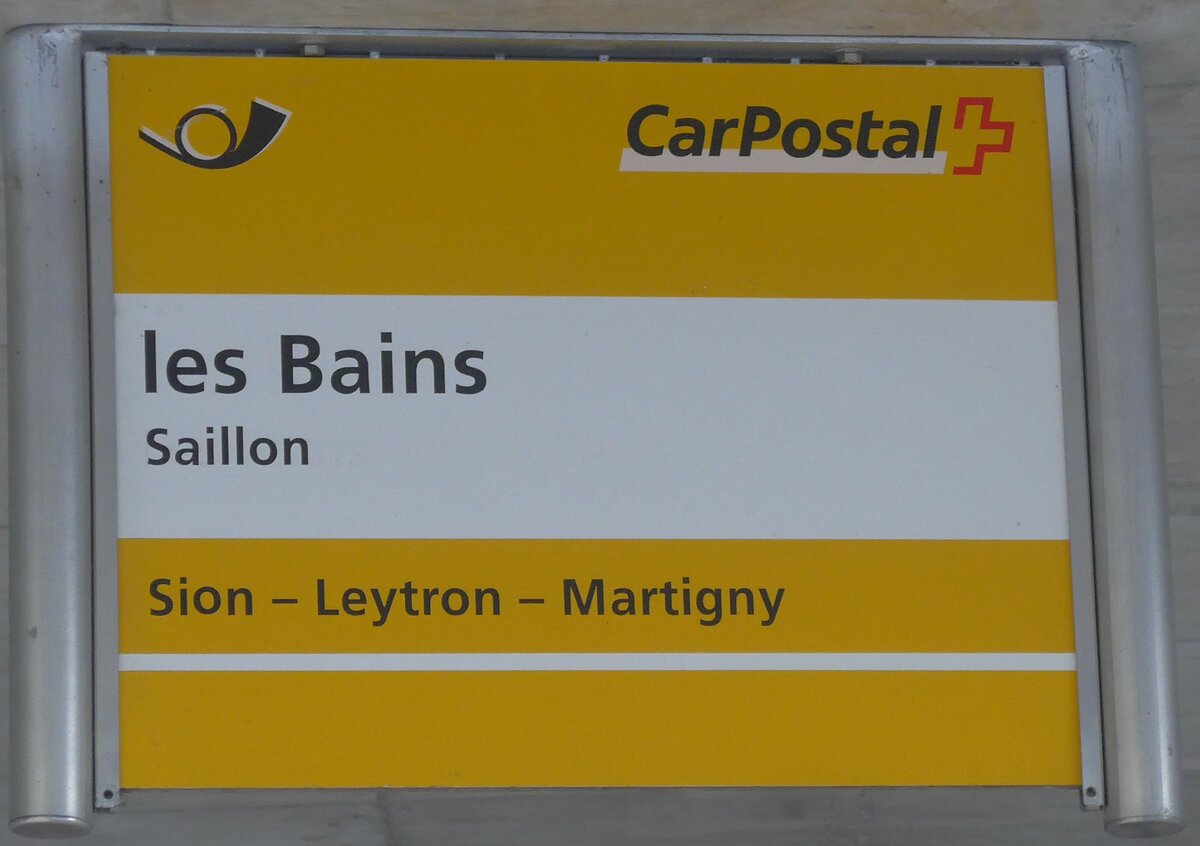 CarPostal
les Bains
Saillon
Sion – Leytron – Martigny